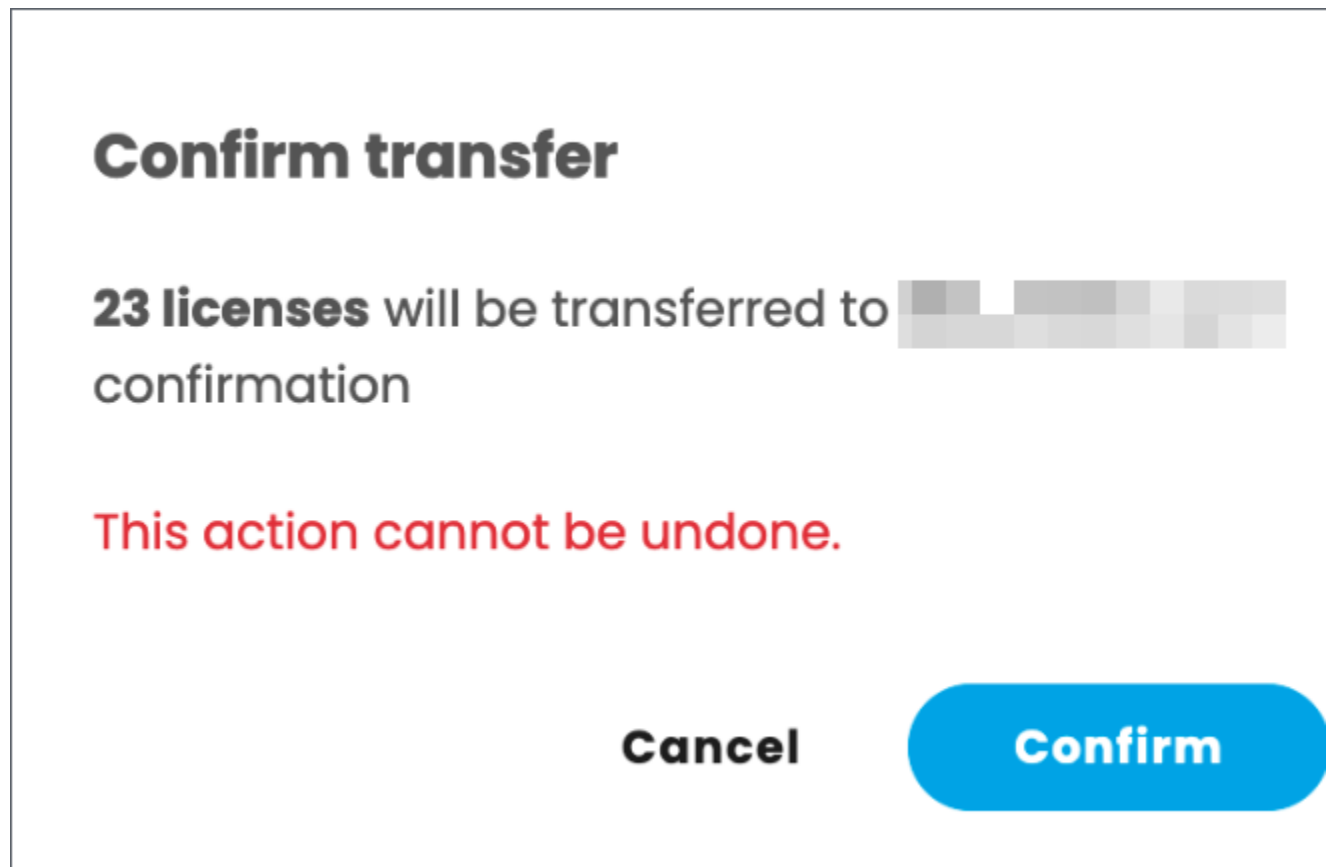 Confirm transfer
23 licenses will be transferred to
confirmation
This action cannot be undone.
Cancel
Confirm